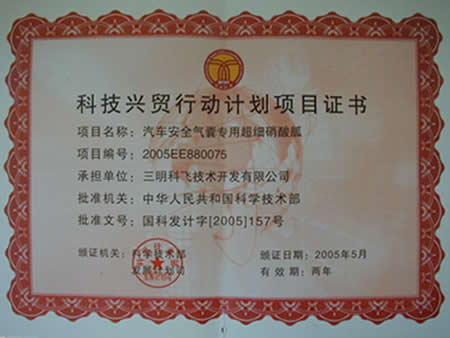 科技兴贸行动计划项目证书
项目名称：汽车安全气囊专用超细硝酸胍
项目编号：2005EE880075
承担单位：三明科飞技术开发有限公司
批准机关：中华人民共和国科学技术部
批准文号：国科发计字[2005]157号
颁证机关：科学技术部
发展计划司
颁证日期：2005年5月
有效期：两年